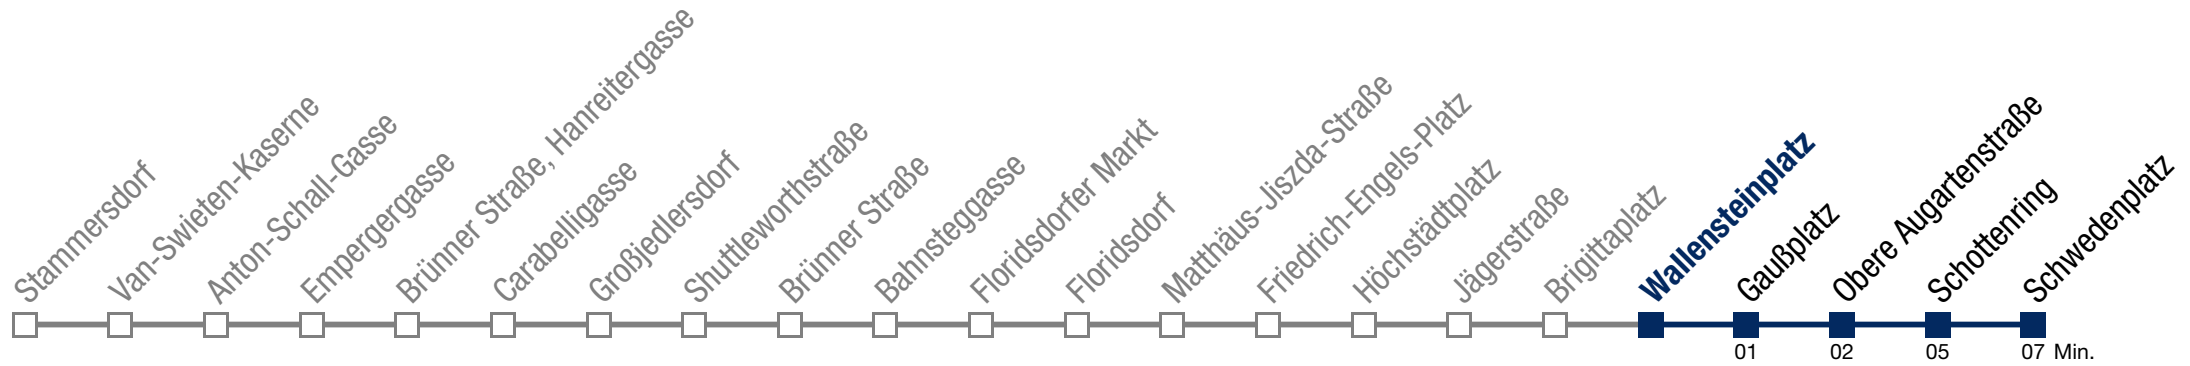 Stammersdorf
Van-Swieten-Kaserne
Anton-Schall-Gasse
Empergergasse
Brünner Straße, Hanreitergasse
Carabelligasse
Großjedlersdorf
Shuttleworthstraße
Brünner Straße
Bahnsteggasse
Floridsdorfer Markt
Floridsdorf
Matthäus-Jiszda-Straße
Friedrich-Engels-Platz
Höchstädtplatz
Jägerstraße
Brigittaplatz
Wallensteinplatz
Gaußplatz
Obere Augartenstraße
Schottenring
Schwedenplatz
01 02 05 07 Min.